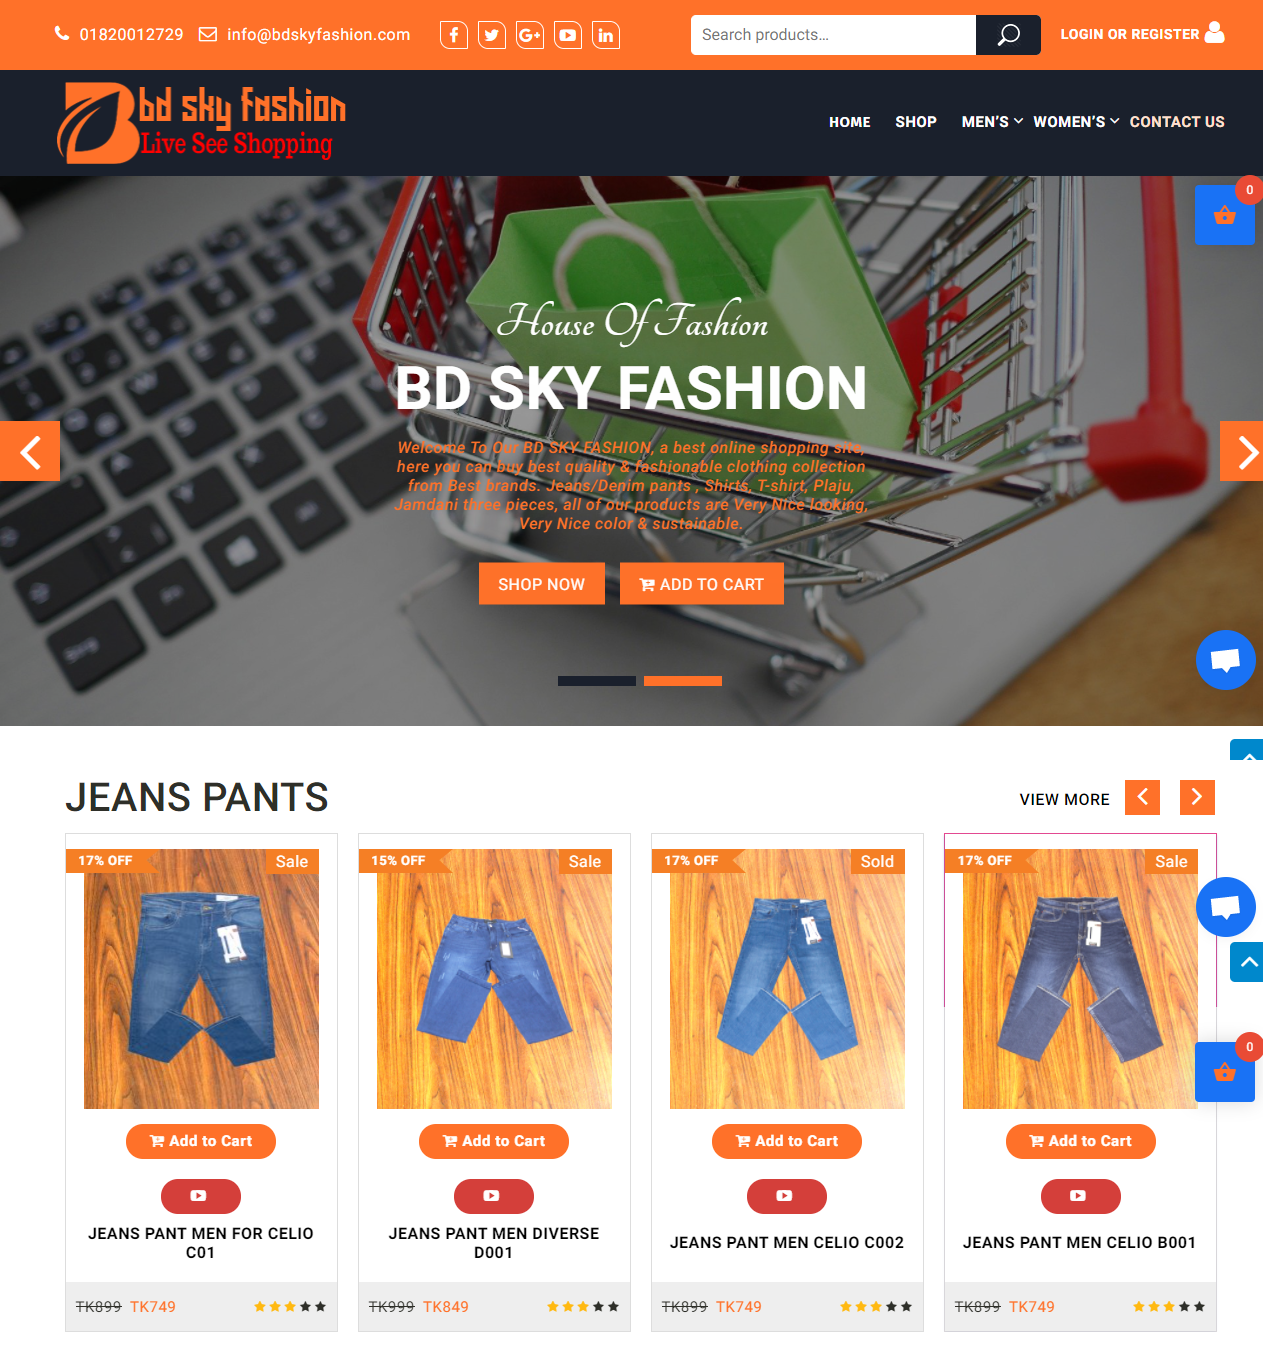 01820012729 info@bdskyfashion.com Search products... LOGIN OR REGISTER
bd sky fashion
Live See Shopping
HOME SHOP MEN'S WOMEN'S CONTACT US
0
House Of Fashion
BD SKY FASHION
Welcome To Our BD SKY FASHION, a best online shopping site,
here you can buy best quality & fashionable clothing collection
from Best brands. Jeans/Denim pants , Shirts, T-shirt, Plaju,
Jamdani three pieces, all of our products are Very Nice looking,
Very Nice color & sustainable.
SHOP NOW ADD TO CART
JEANS PANTS
VIEW MORE
17% OFF Sale
15% OFF Sale
17% OFF Sold
17% OFF Sale
0
Add to Cart
Add to Cart
Add to Cart
Add to Cart
JEANS PANT MEN FOR CELIO
C01
JEANS PANT MEN DIVERSE
D001
JEANS PANT MEN CELIO C002
JEANS PANT MEN CELIO B001
TK899 TK749
TK999 TK849
TK899 TK749
TK899 TK749